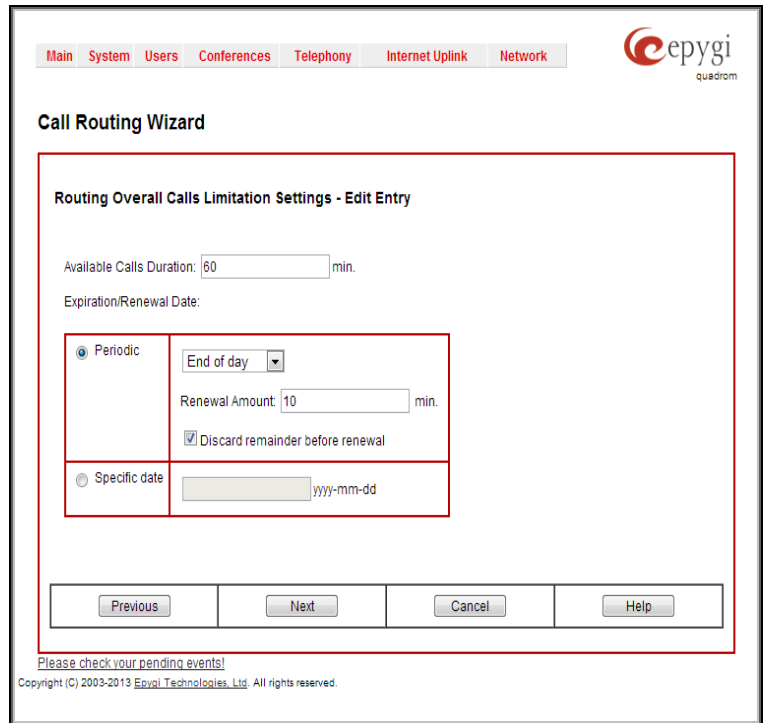 Main System Users Conferences Telephony Internet Uplink Network
epygi
quadrom
Call Routing Wizard
Routing Overall Calls Limitation Settings - Edit Entry
Available Calls Duration: 60 min.
Expiration/Renewal Date:
Periodic
End of day
Renewal Amount: 10 min.
Discard remainder before renewal
Specific date
yyyy-mm-dd
Previous Next Cancel Help
Please check your pending events!
Copyright (C) 2003-2013 Epygi Technologies, Ltd. All rights reserved.